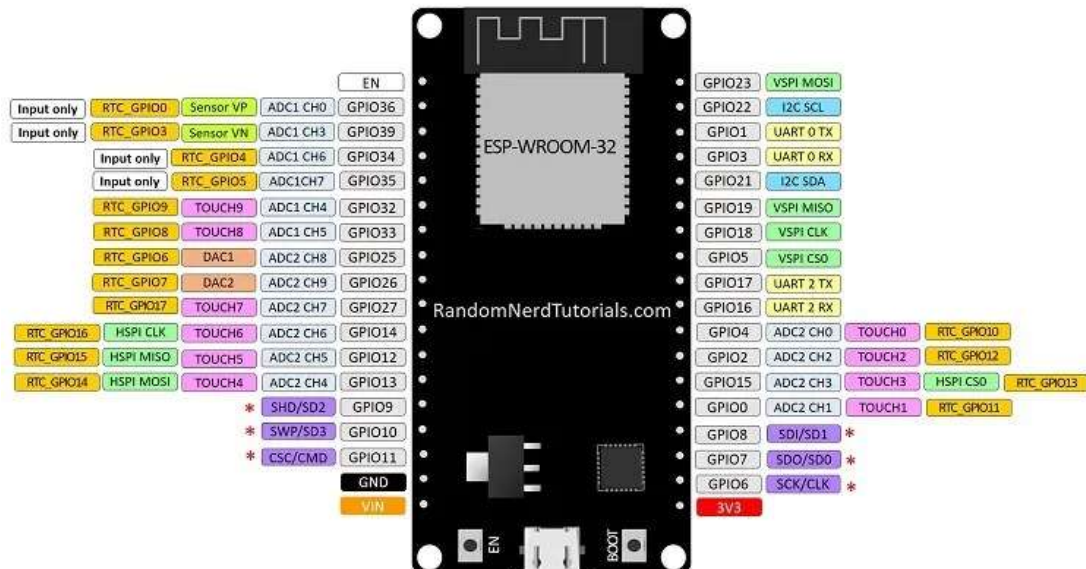 EN
GPIO23 VSPI MOSI
Input only RTC_GPIO0 Sensor VP ADC1 CH0 GPIO36
GPIO22 I2C SCL
Input only RTC_GPIO3 Sensor VN ADC1 CH3 GPIO39
GPIO1 UART 0 TX
Input only RTC_GPIO4 ADC1 CH6 GPIO34
ESP-WROOM-32
GPIO3 UART 0 RX
Input only RTC_GPIO5 ADC1CH7 GPIO35
GPIO21 I2C SDA
RTC_GPIO9 TOUCH9 ADC1 CH4 GPIO32
GPIO19 VSPI MISO
RTC_GPIO8 TOUCH8 ADC1 CH5 GPIO33
GPIO18 VSPI CLK
RTC_GPIO6 DAC1 ADC2 CH8 GPIO25
GPIO5 VSPI CS0
RTC_GPIO7 DAC2 ADC2 CH9 GPIO26
GPIO17 UART 2 TX
RTC_GPIO17 TOUCH7 ADC2 CH7 GPIO27
RandomNerdTutorials.com
GPIO16 UART 2 RX
RTC_GPIO16 HSPI CLK TOUCH6 ADC2 CH6 GPIO14
GPIO4 ADC2 CH0 TOUCH0 RTC_GPIO10
RTC_GPIO15 HSPI MISO TOUCH5 ADC2 CH5 GPIO12
GPIO2 ADC2 CH2 TOUCH2 RTC_GPIO12
RTC_GPIO14 HSPI MOSI TOUCH4 ADC2 CH4 GPIO13
GPIO15 ADC2 CH3 TOUCH3 HSPI CS0 RTC_GPIO13
* SHD/SD2 GPIO9
GPIO0 ADC2 CH1 TOUCH1 RTC_GPIO11
* SWP/SD3 GPIO10
GPIO8 SDI/SD1 *
* CSC/CMD GPIO11
GPIO7 SDO/SD0 *
GND
GPIO6 SCK/CLK *
VIN
3V3
EN
BOOT